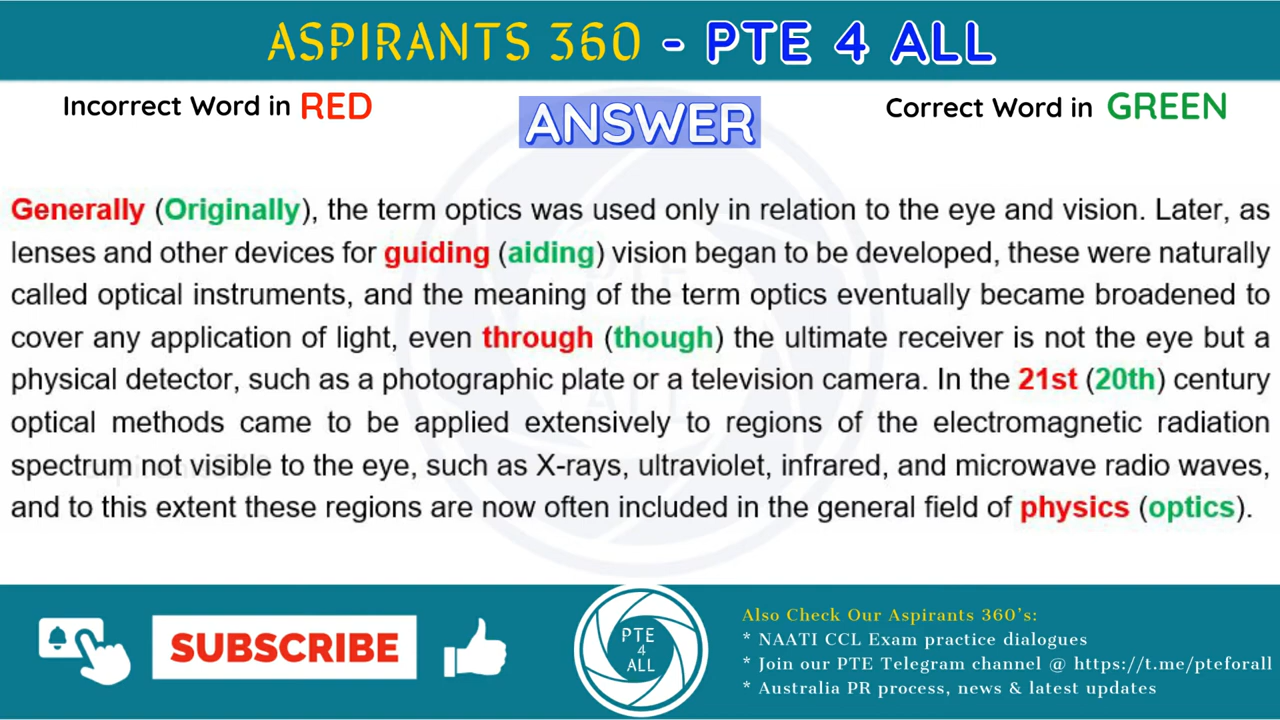 ASPIRANTS 360 - PTE 4 ALL
Incorrect Word in RED
ANSWER
Correct Word in GREEN
Generally (Originally), the term optics was used only in relation to the eye and vision. Later, as
lenses and other devices for guiding (aiding) vision began to be developed, these were naturally
called optical instruments, and the meaning of the term optics eventually became broadened to
cover any application of light, even through (though) the ultimate receiver is not the eye but a
physical detector, such as a photographic plate or a television camera. In the 21st (20th) century
optical methods came to be applied extensively to regions of the electromagnetic radiation
spectrum not visible to the eye, such as X-rays, ultraviolet, infrared, and microwave radio waves,
and to this extent these regions are now often included in the general field of physics (optics).
SUBSCRIBE
PTE
4
ALL
Also Check Our Aspirants 360's:
* NAATI CCL Exam practice dialogues
* Join our PTE Telegram channel @ https://t.me/pteforall
* Australia PR process, news & latest updates